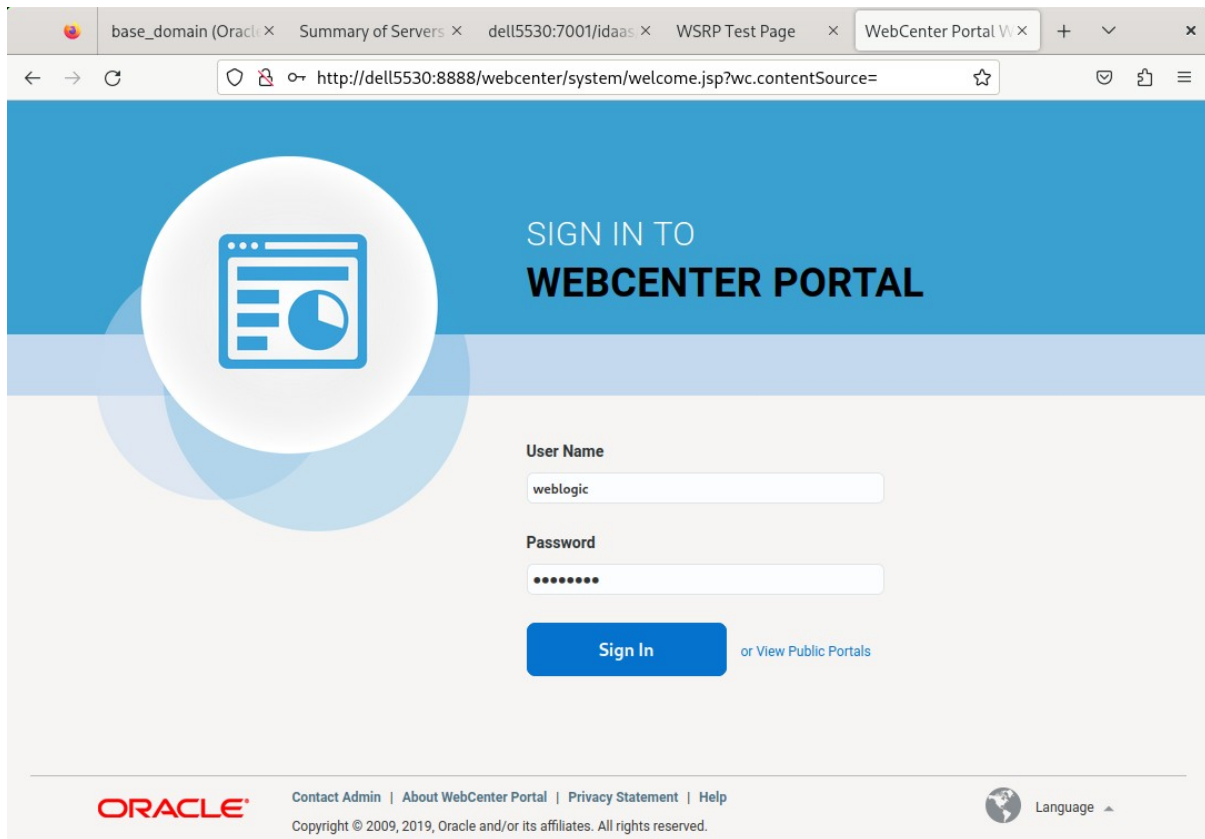 base_domain (Oracl Summary of Servers dell5530:7001/idaas WSRP Test Page WebCenter Portal W
http://dell5530:8888/webcenter/system/welcome.jsp?wc.contentSource=
SIGN IN TO
WEBCENTER PORTAL
User Name
weblogic
Password
••••••••
Sign In or View Public Portals
ORACLE® Contact Admin | About WebCenter Portal | Privacy Statement | Help
Copyright © 2009, 2019, Oracle and/or its affiliates. All rights reserved.
Language